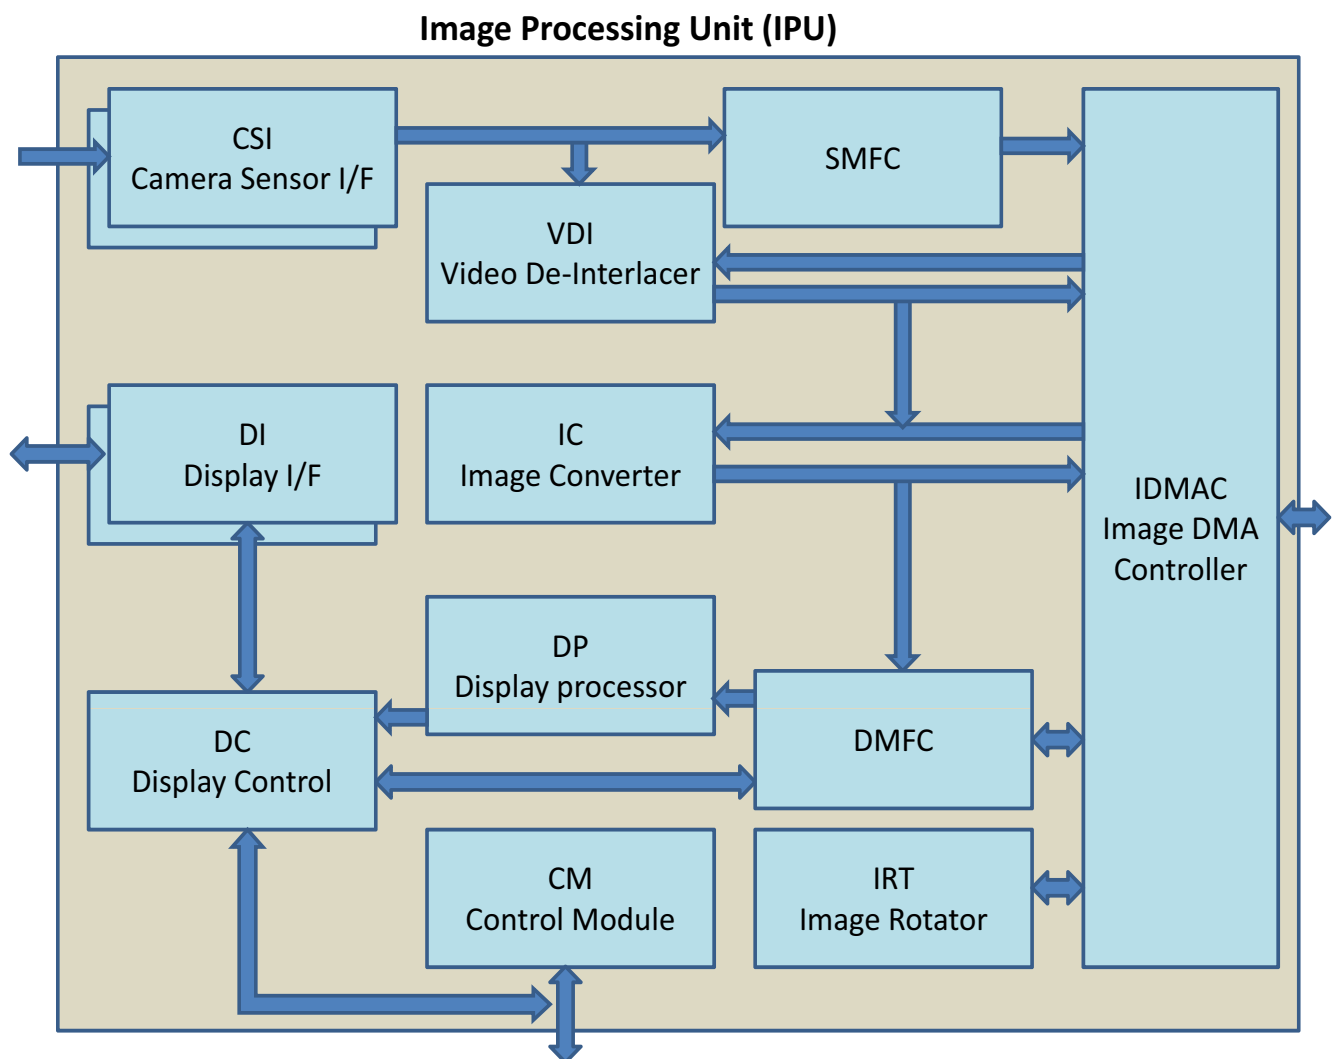 Image Processing Unit (IPU)
CSI
Camera Sensor I/F
SMFC
VDI
Video De-Interlacer
DI
Display I/F
IC
Image Converter
IDMAC
Image DMA
Controller
DP
Display processor
DC
Display Control
DMFC
CM
Control Module
IRT
Image Rotator